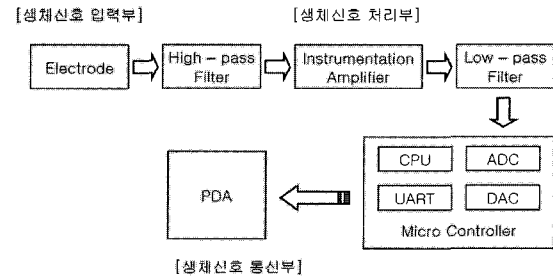 [생체신호 입력부]
[생체신호 처리부]
Electrode
High - pass
Filter
Instrumentation
Amplifier
Low - pass
Filter
PDA
CPU
ADC
UART
DAC
Micro Controller
[생체신호 통신부]